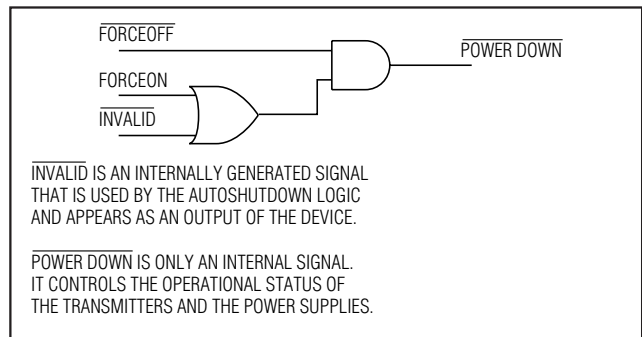 FORCEOFF
POWER DOWN
FORCEON
INVALID
INVALID IS AN INTERNALLY GENERATED SIGNAL
THAT IS USED BY THE AUTOSHUTDOWN LOGIC
AND APPEARS AS AN OUTPUT OF THE DEVICE.
POWER DOWN IS ONLY AN INTERNAL SIGNAL.
IT CONTROLS THE OPERATIONAL STATUS OF
THE TRANSMITTERS AND THE POWER SUPPLIES.